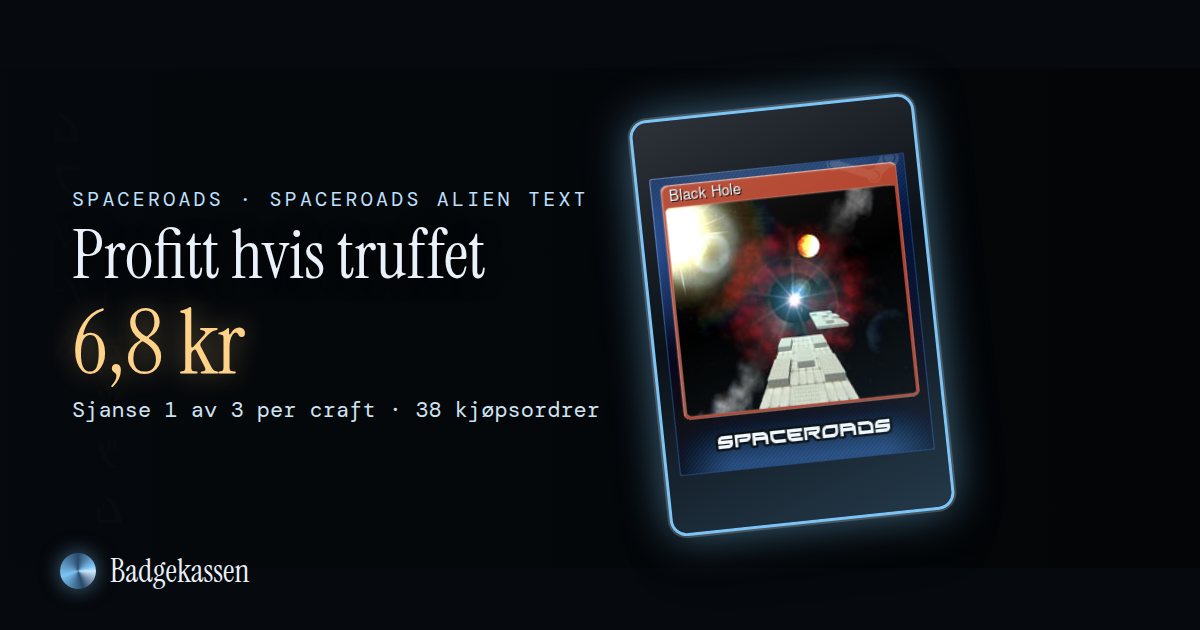 SPACEROADS · SPACEROADS ALIEN TEXT
Profitt hvis truffet
6,8 kr
Sjanse 1 av 3 per craft · 38 kjøpsordrer
Black Hole
SPACEROADS
Badgekassen